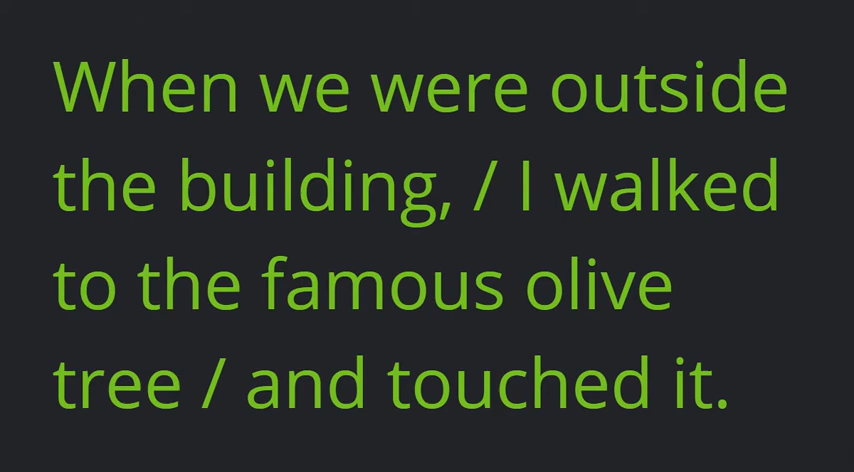 When we were outside
the building, / I walked
to the famous olive
tree / and touched it.